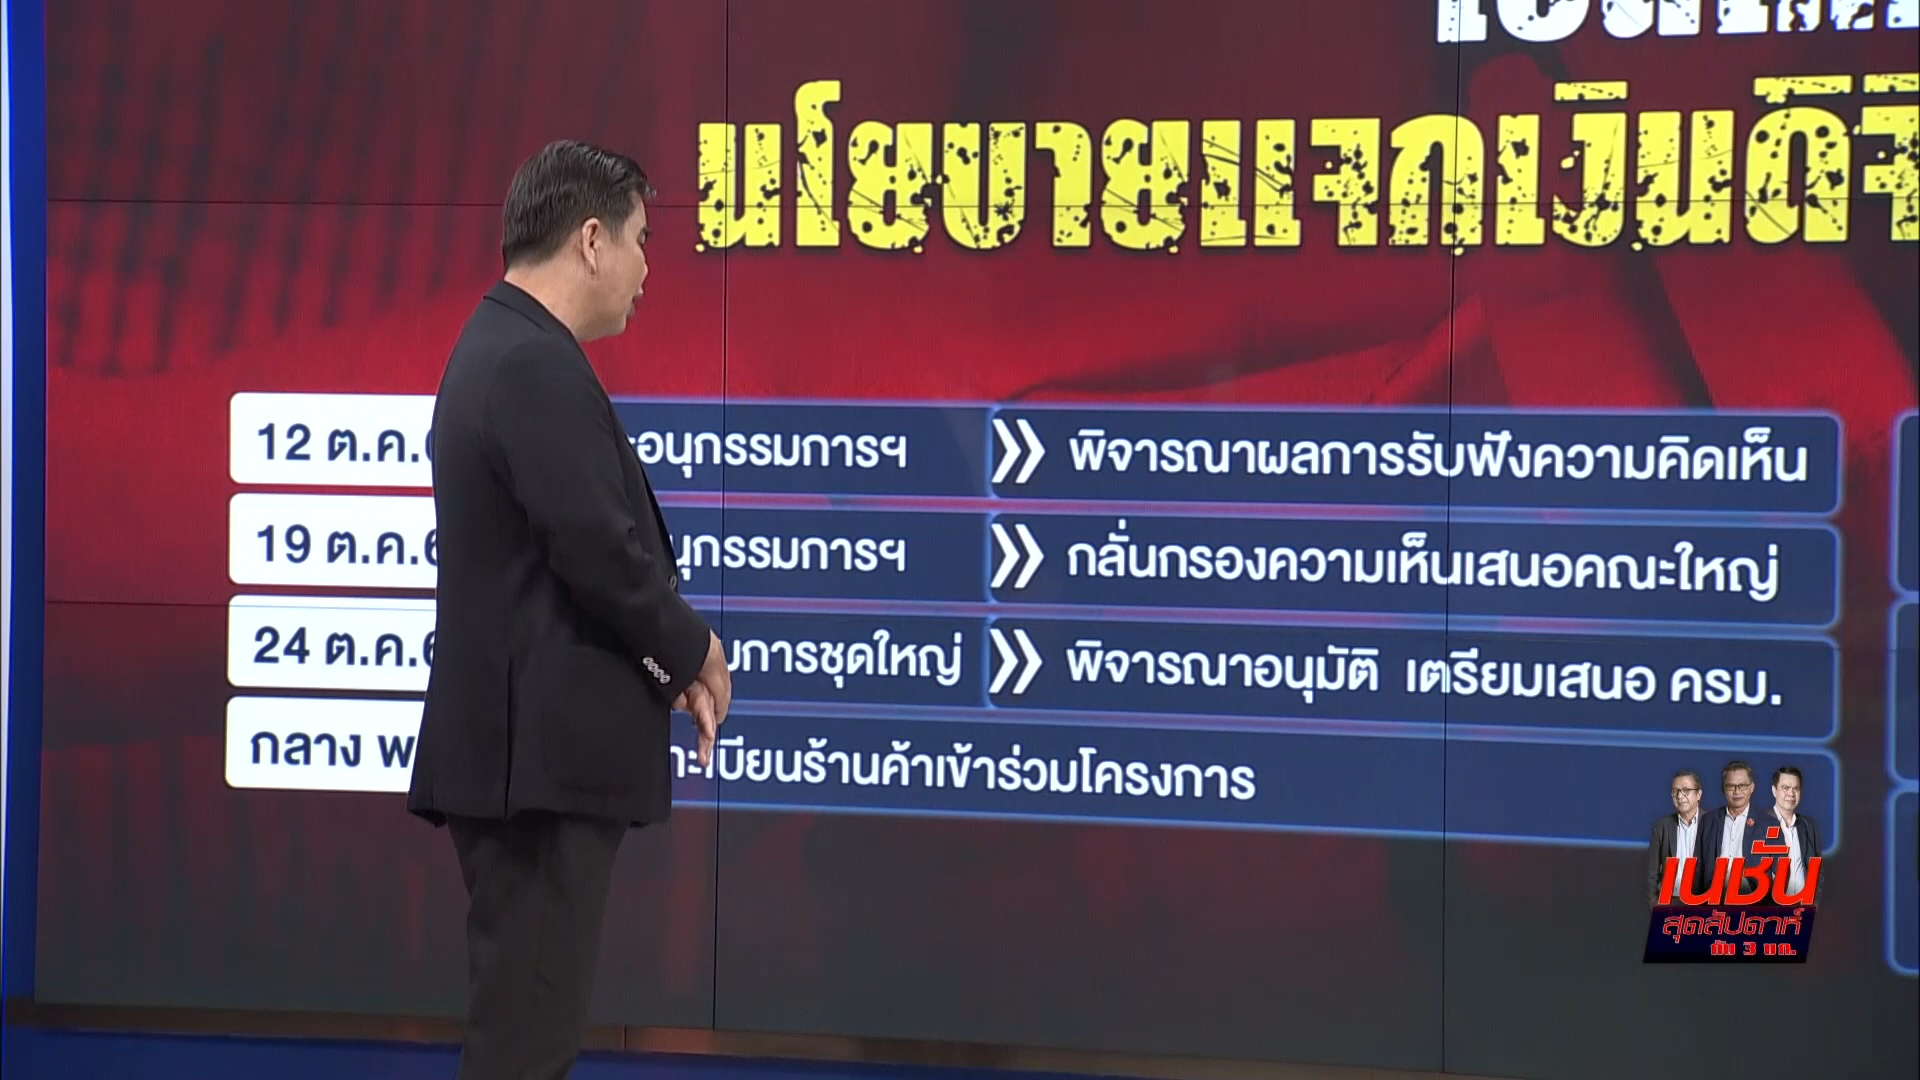 นโยบายแจกเงินดิจิ
12 ต.ค. อนุกรรมการฯ พิจารณาผลการรับฟังความคิดเห็น
19 ต.ค.6 นุกรรมการฯ กลั่นกรองความเห็นเสนอคณะใหญ่
24 ต.ค.6 มการชุดใหญ่ พิจารณาอนุมัติ เตรียมเสนอ ครม.
กลาง พ ทะเบียนร้านค้าเข้าร่วมโครงการ
เนชั่น
สุดสัปดาห์
กับ 3 บก.